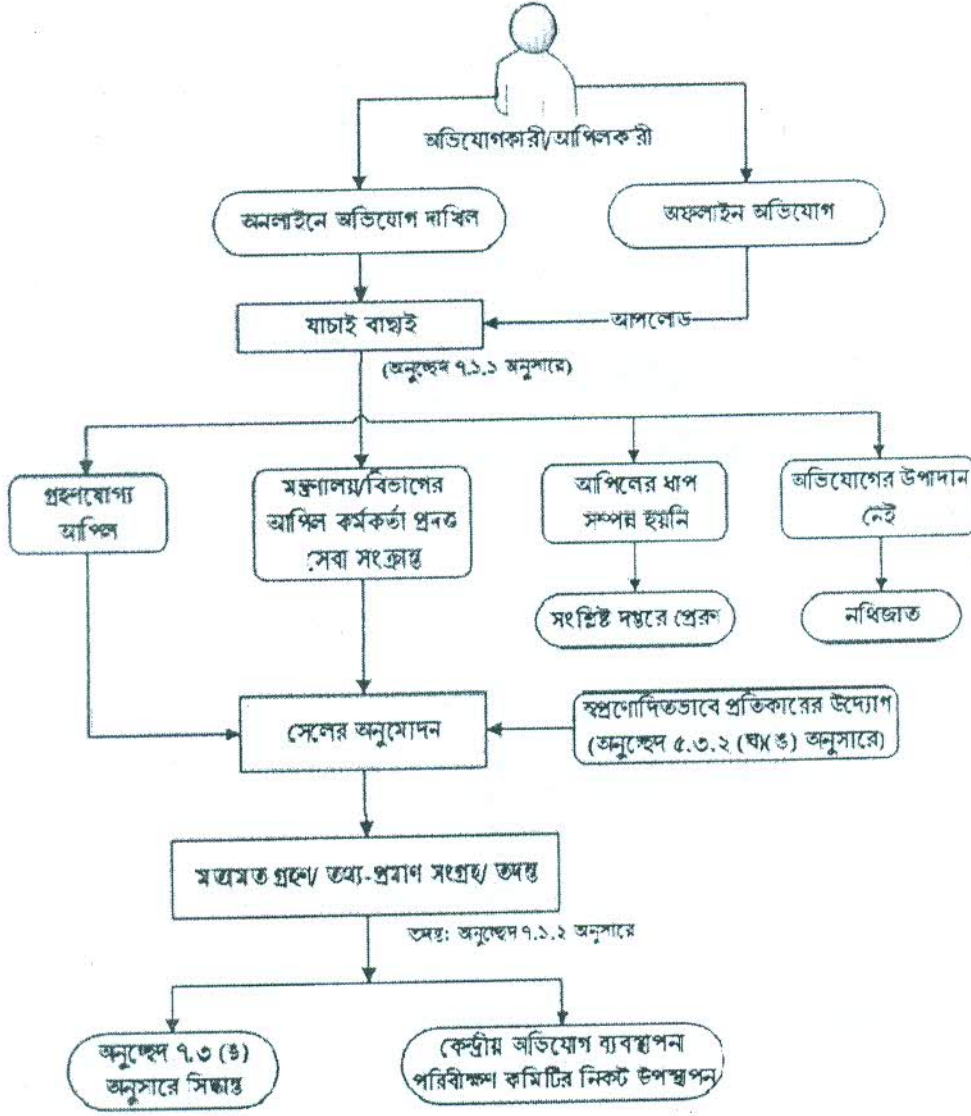 অভিযোগকারী/আপিলকারী
অনলাইনে অভিযোগ দাখিল
অফলাইন অভিযোগ
যাচাই বাছাই
আপলোড
(অনুচ্ছেদ ৭.১.১ অনুসারে)
গ্রহণযোগ্য
আপিল
মন্ত্রণালয়/বিভাগের
আপিল কর্মকর্তা প্রদত্ত
সেবা সংক্রান্ত
আপিলের ধাপ
সম্পন্ন হয়নি
অভিযোগের উপাদান
নেই
সংশ্লিষ্ট দপ্তরে প্রেরণ
নথিজাত
সেলের অনুমোদন
স্বপ্রণোদিতভাবে প্রতিকারের উদ্যোগ
(অনুচ্ছেদ ৫.৩.২ (ঘ)(ঙ) অনুসারে)
মতামত গ্রহণ/ তথ্য-প্রমাণ সংগ্রহ/ তদন্ত
তদন্ত: অনুচ্ছেদ ৭.১.২ অনুসারে
অনুচ্ছেদ ৭.৩ (ঙ)
অনুসারে সিদ্ধান্ত
কেন্দ্রীয় অভিযোগ ব্যবস্থাপনা
পরিবীক্ষণ কমিটির নিকট উপস্থাপন